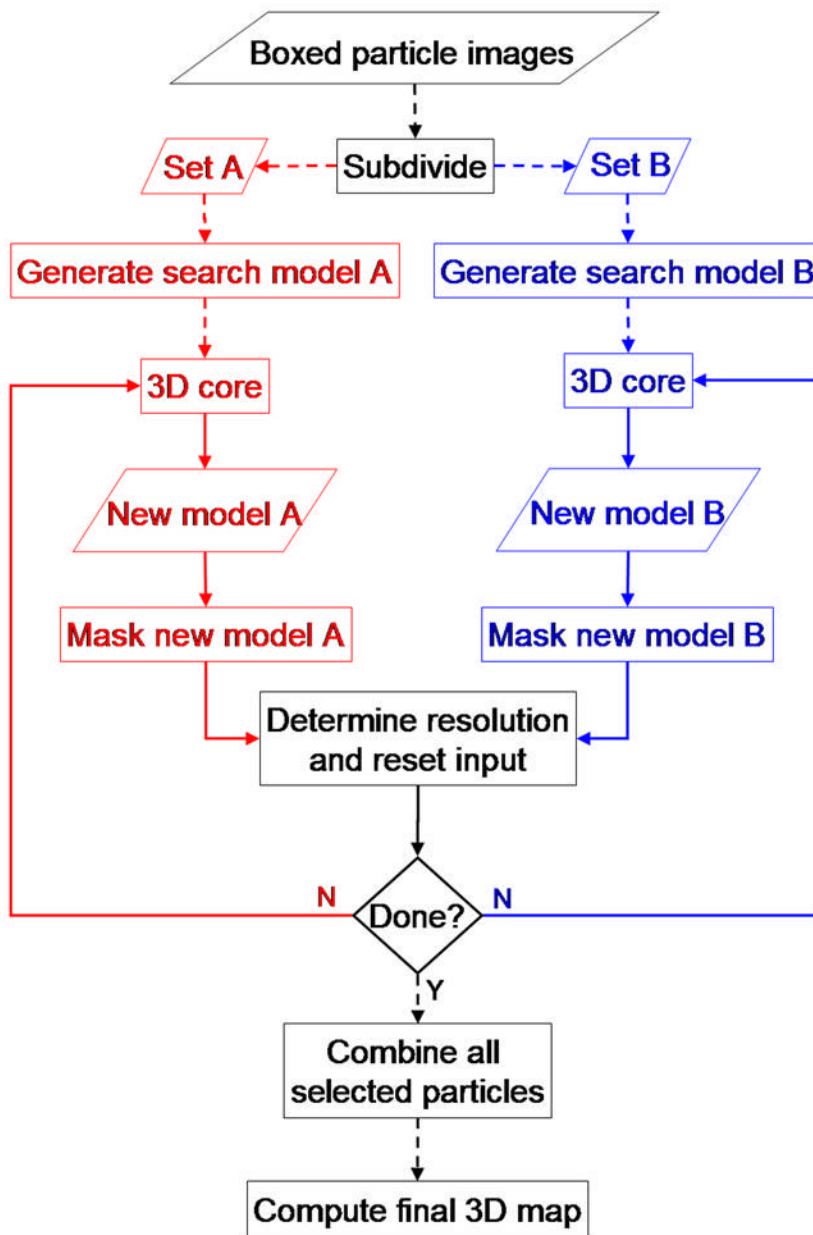 Boxed particle images
Set A
Subdivide
Set B
Generate search model A
Generate search model B
3D core
3D core
New model A
New model B
Mask new model A
Mask new model B
Determine resolution
and reset input
N
Done?
N
Y
Combine all
selected particles
Compute final 3D map